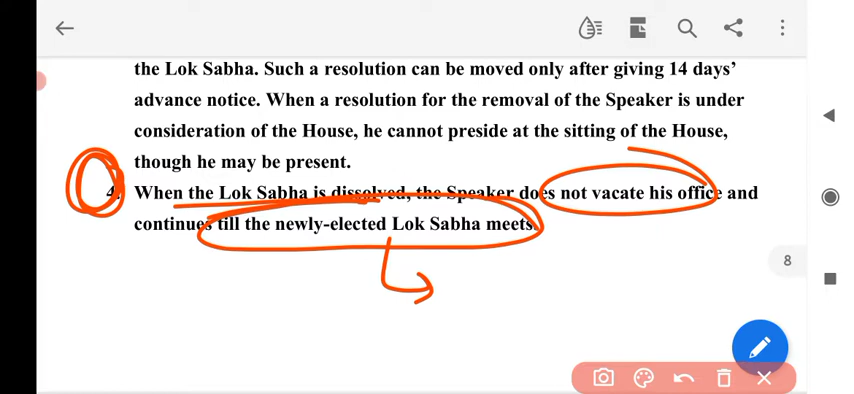 the Lok Sabha. Such a resolution can be moved only after giving 14 days'
advance notice. When a resolution for the removal of the Speaker is under
consideration of the House, he cannot preside at the sitting of the House,
though he may be present.
4. When the Lok Sabha is dissolved, the Speaker does not vacate his office and
continues till the newly-elected Lok Sabha meets.
8